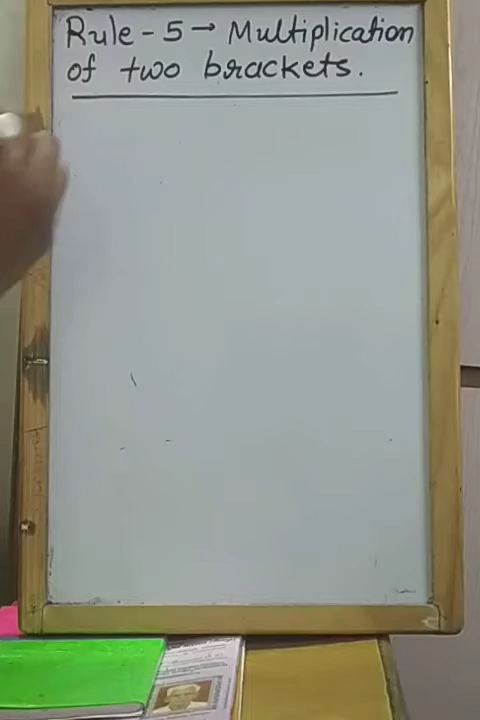 Rule - 5 → Multiplication
of two brackets.